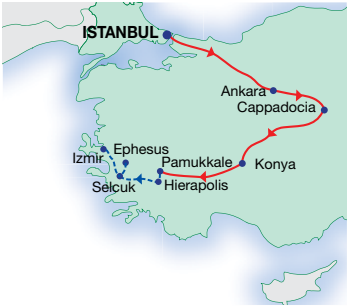 ISTANBUL
Ankara
Cappadocia
Ephesus
Izmir
Pamukkale
Konya
Selcuk
Hierapolis